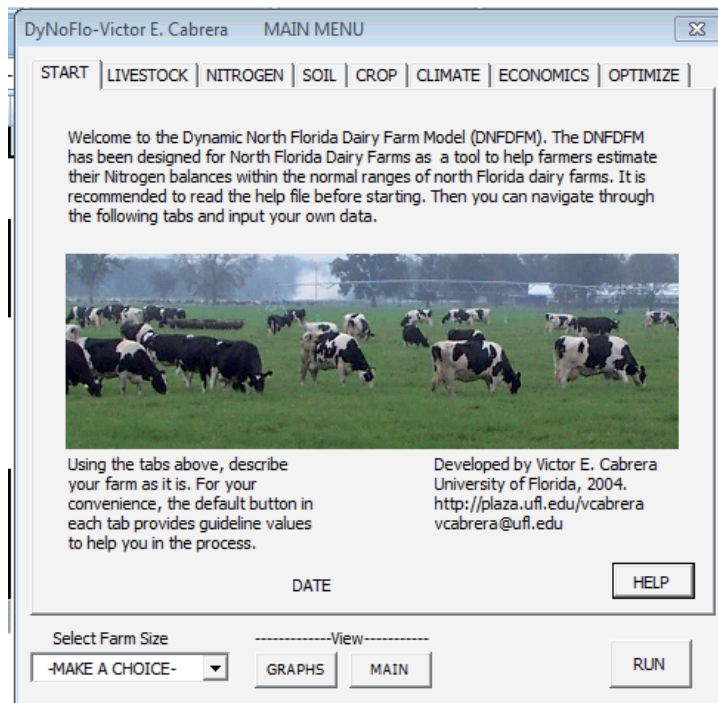 DyNoFlo-Victor E. Cabrera MAIN MENU
START LIVESTOCK NITROGEN SOIL CROP CLIMATE ECONOMICS OPTIMIZE
Welcome to the Dynamic North Florida Dairy Farm Model (DNFDFM). The DNFDFM
has been designed for North Florida Dairy Farms as a tool to help farmers estimate
their Nitrogen balances within the normal ranges of north Florida dairy farms. It is
recommended to read the help file before starting. Then you can navigate through
the following tabs and input your own data.
Using the tabs above, describe
your farm as it is. For your
convenience, the default button in
each tab provides guideline values
to help you in the process.
Developed by Victor E. Cabrera
University of Florida, 2004.
http://plaza.ufl.edu/vcabrera
vcabrera@ufl.edu
DATE
HELP
Select Farm Size
-MAKE A CHOICE-
-------------View-----------
GRAPHS MAIN
RUN